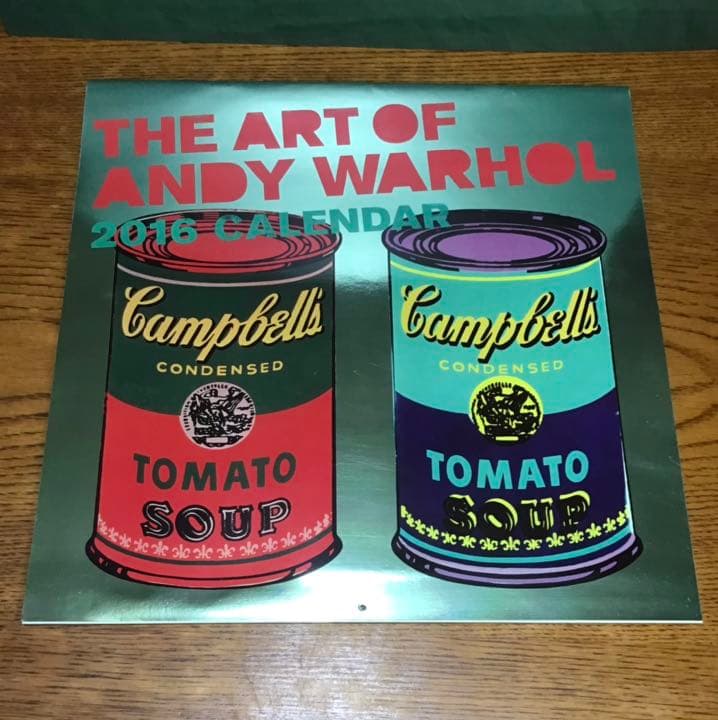 THE ART OF
ANDY WARHOL
2016 CALENDAR
Campbell's
CONDENSED
TOMATO
SOUP
Campbell's
CONDENSED
TOMATO
SOUP